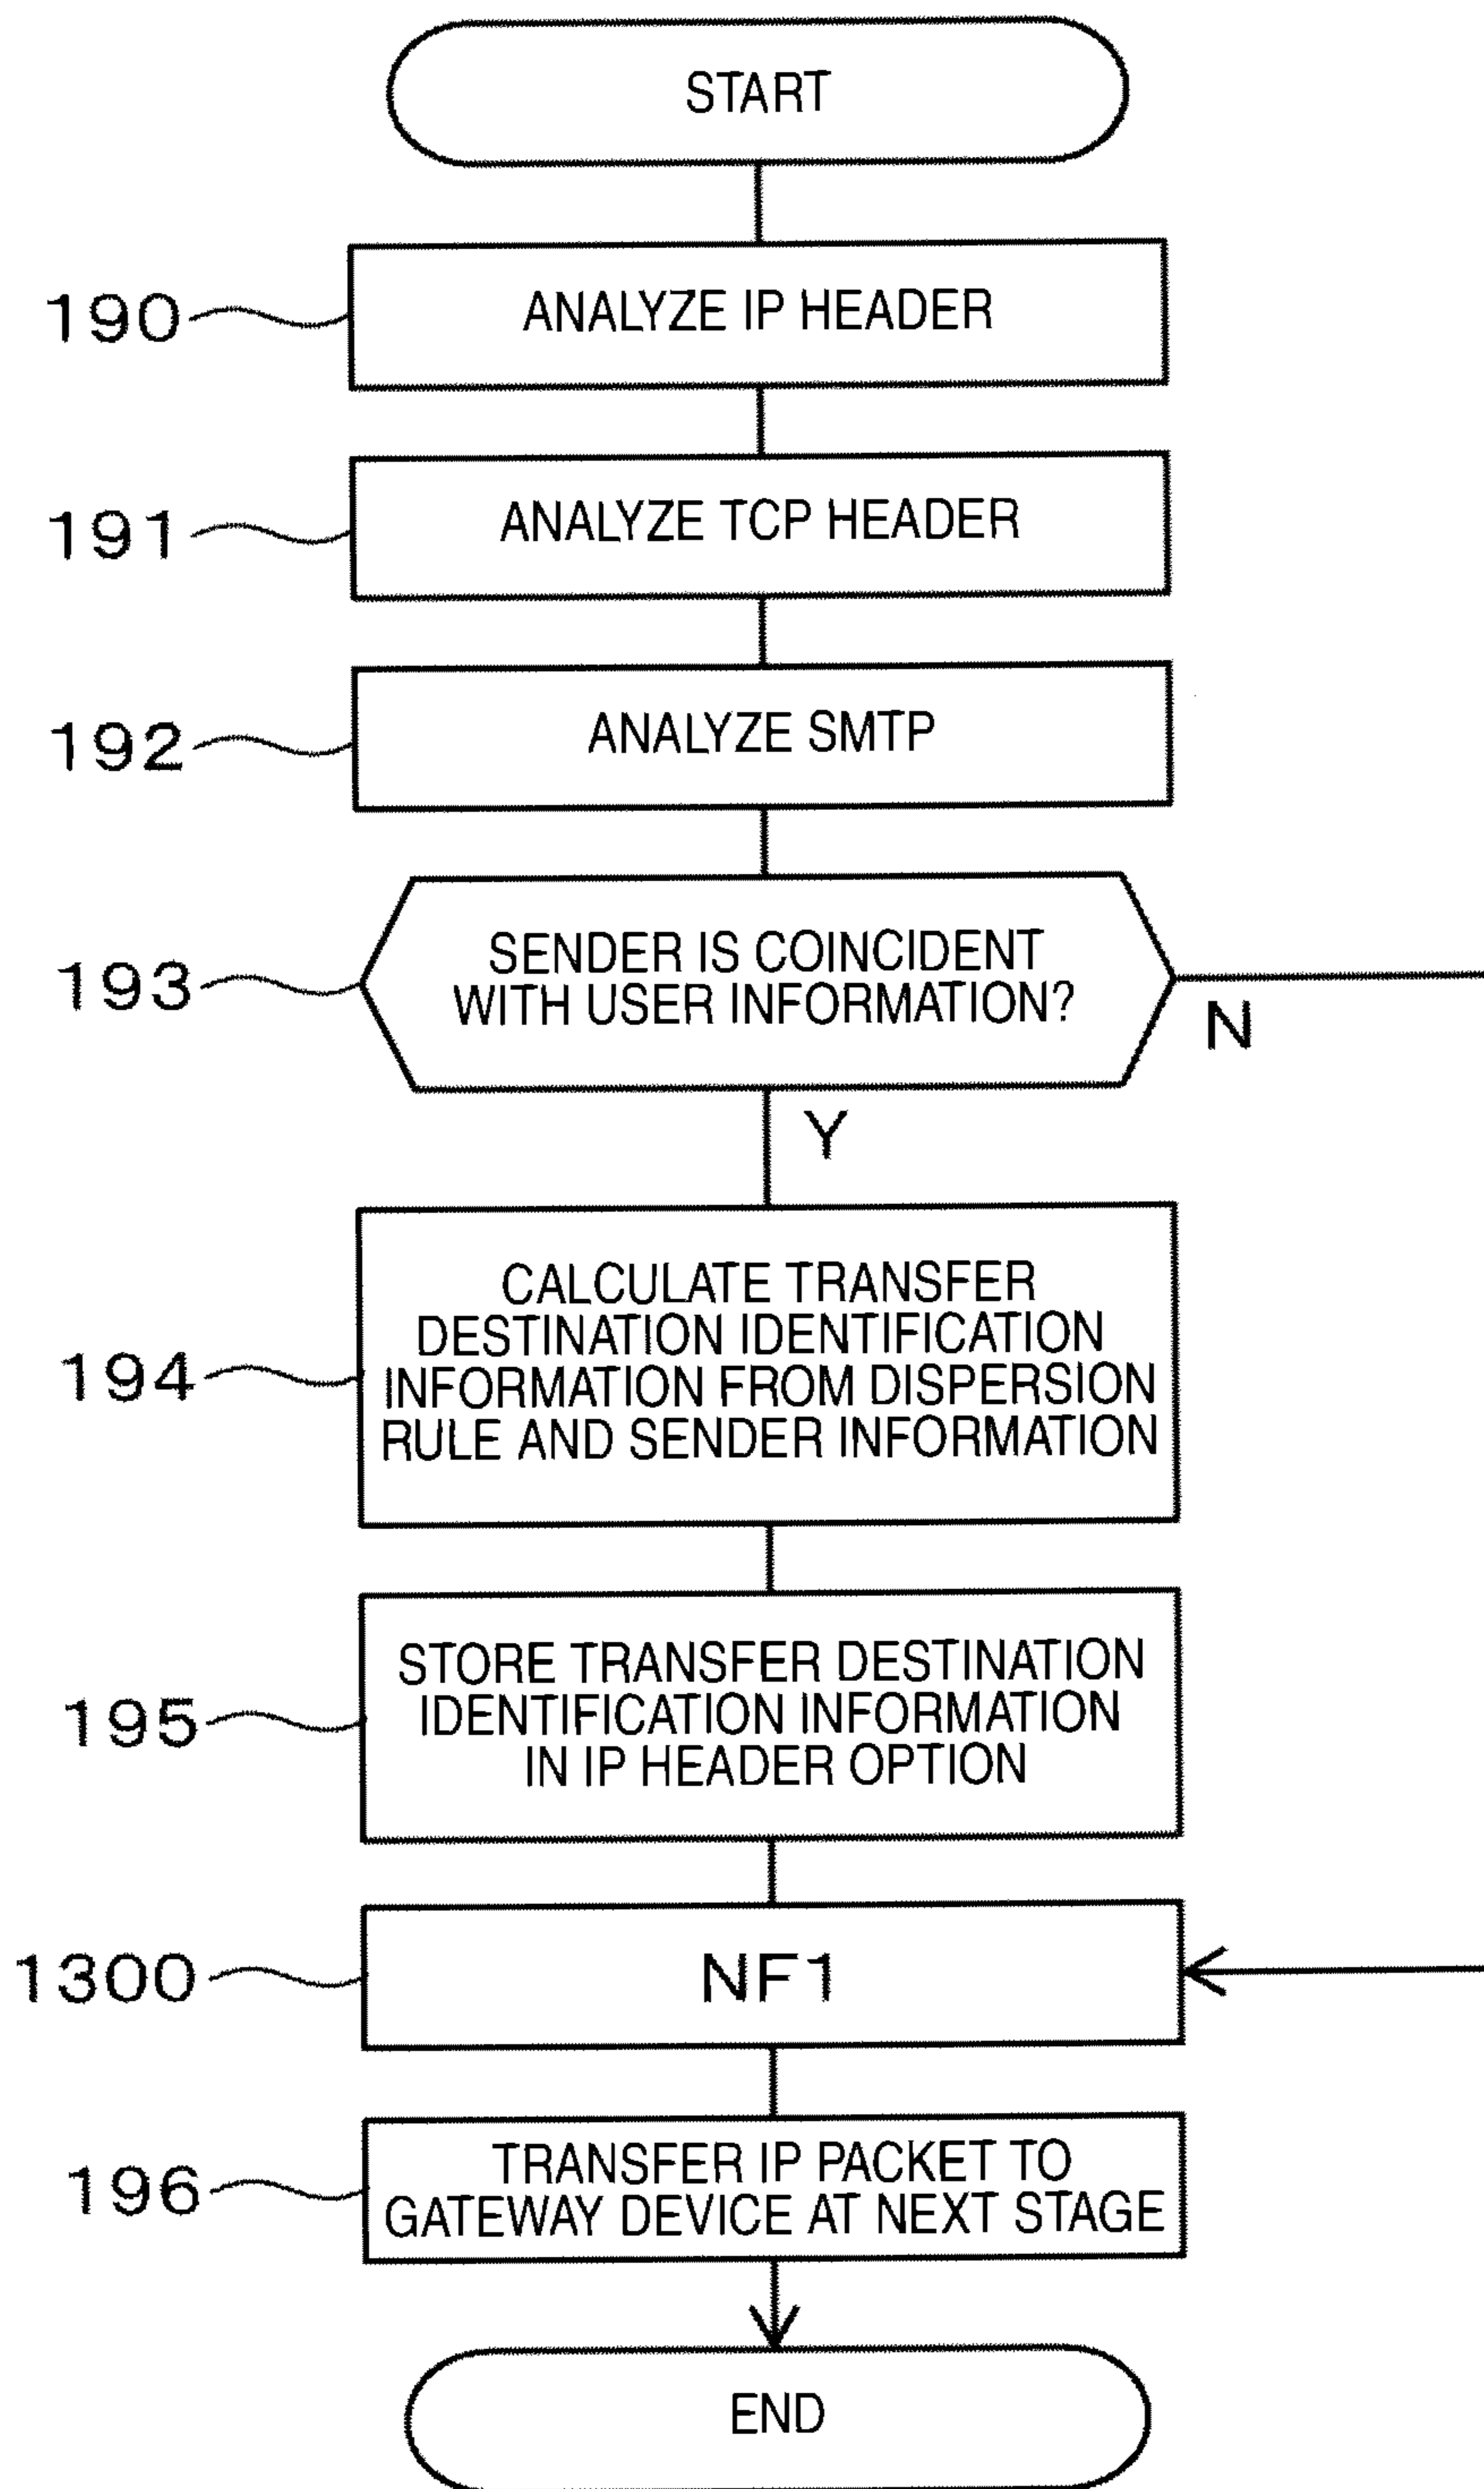 START
190
ANALYZE IP HEADER
191
ANALYZE TCP HEADER
192
ANALYZE SMTP
193
SENDER IS COINCIDENT
WITH USER INFORMATION?
N
Y
194
CALCULATE TRANSFER
DESTINATION IDENTIFICATION
INFORMATION FROM DISPERSION
RULE AND SENDER INFORMATION
195
STORE TRANSFER DESTINATION
IDENTIFICATION INFORMATION
IN IP HEADER OPTION
1300
NF1
196
TRANSFER IP PACKET TO
GATEWAY DEVICE AT NEXT STAGE
END